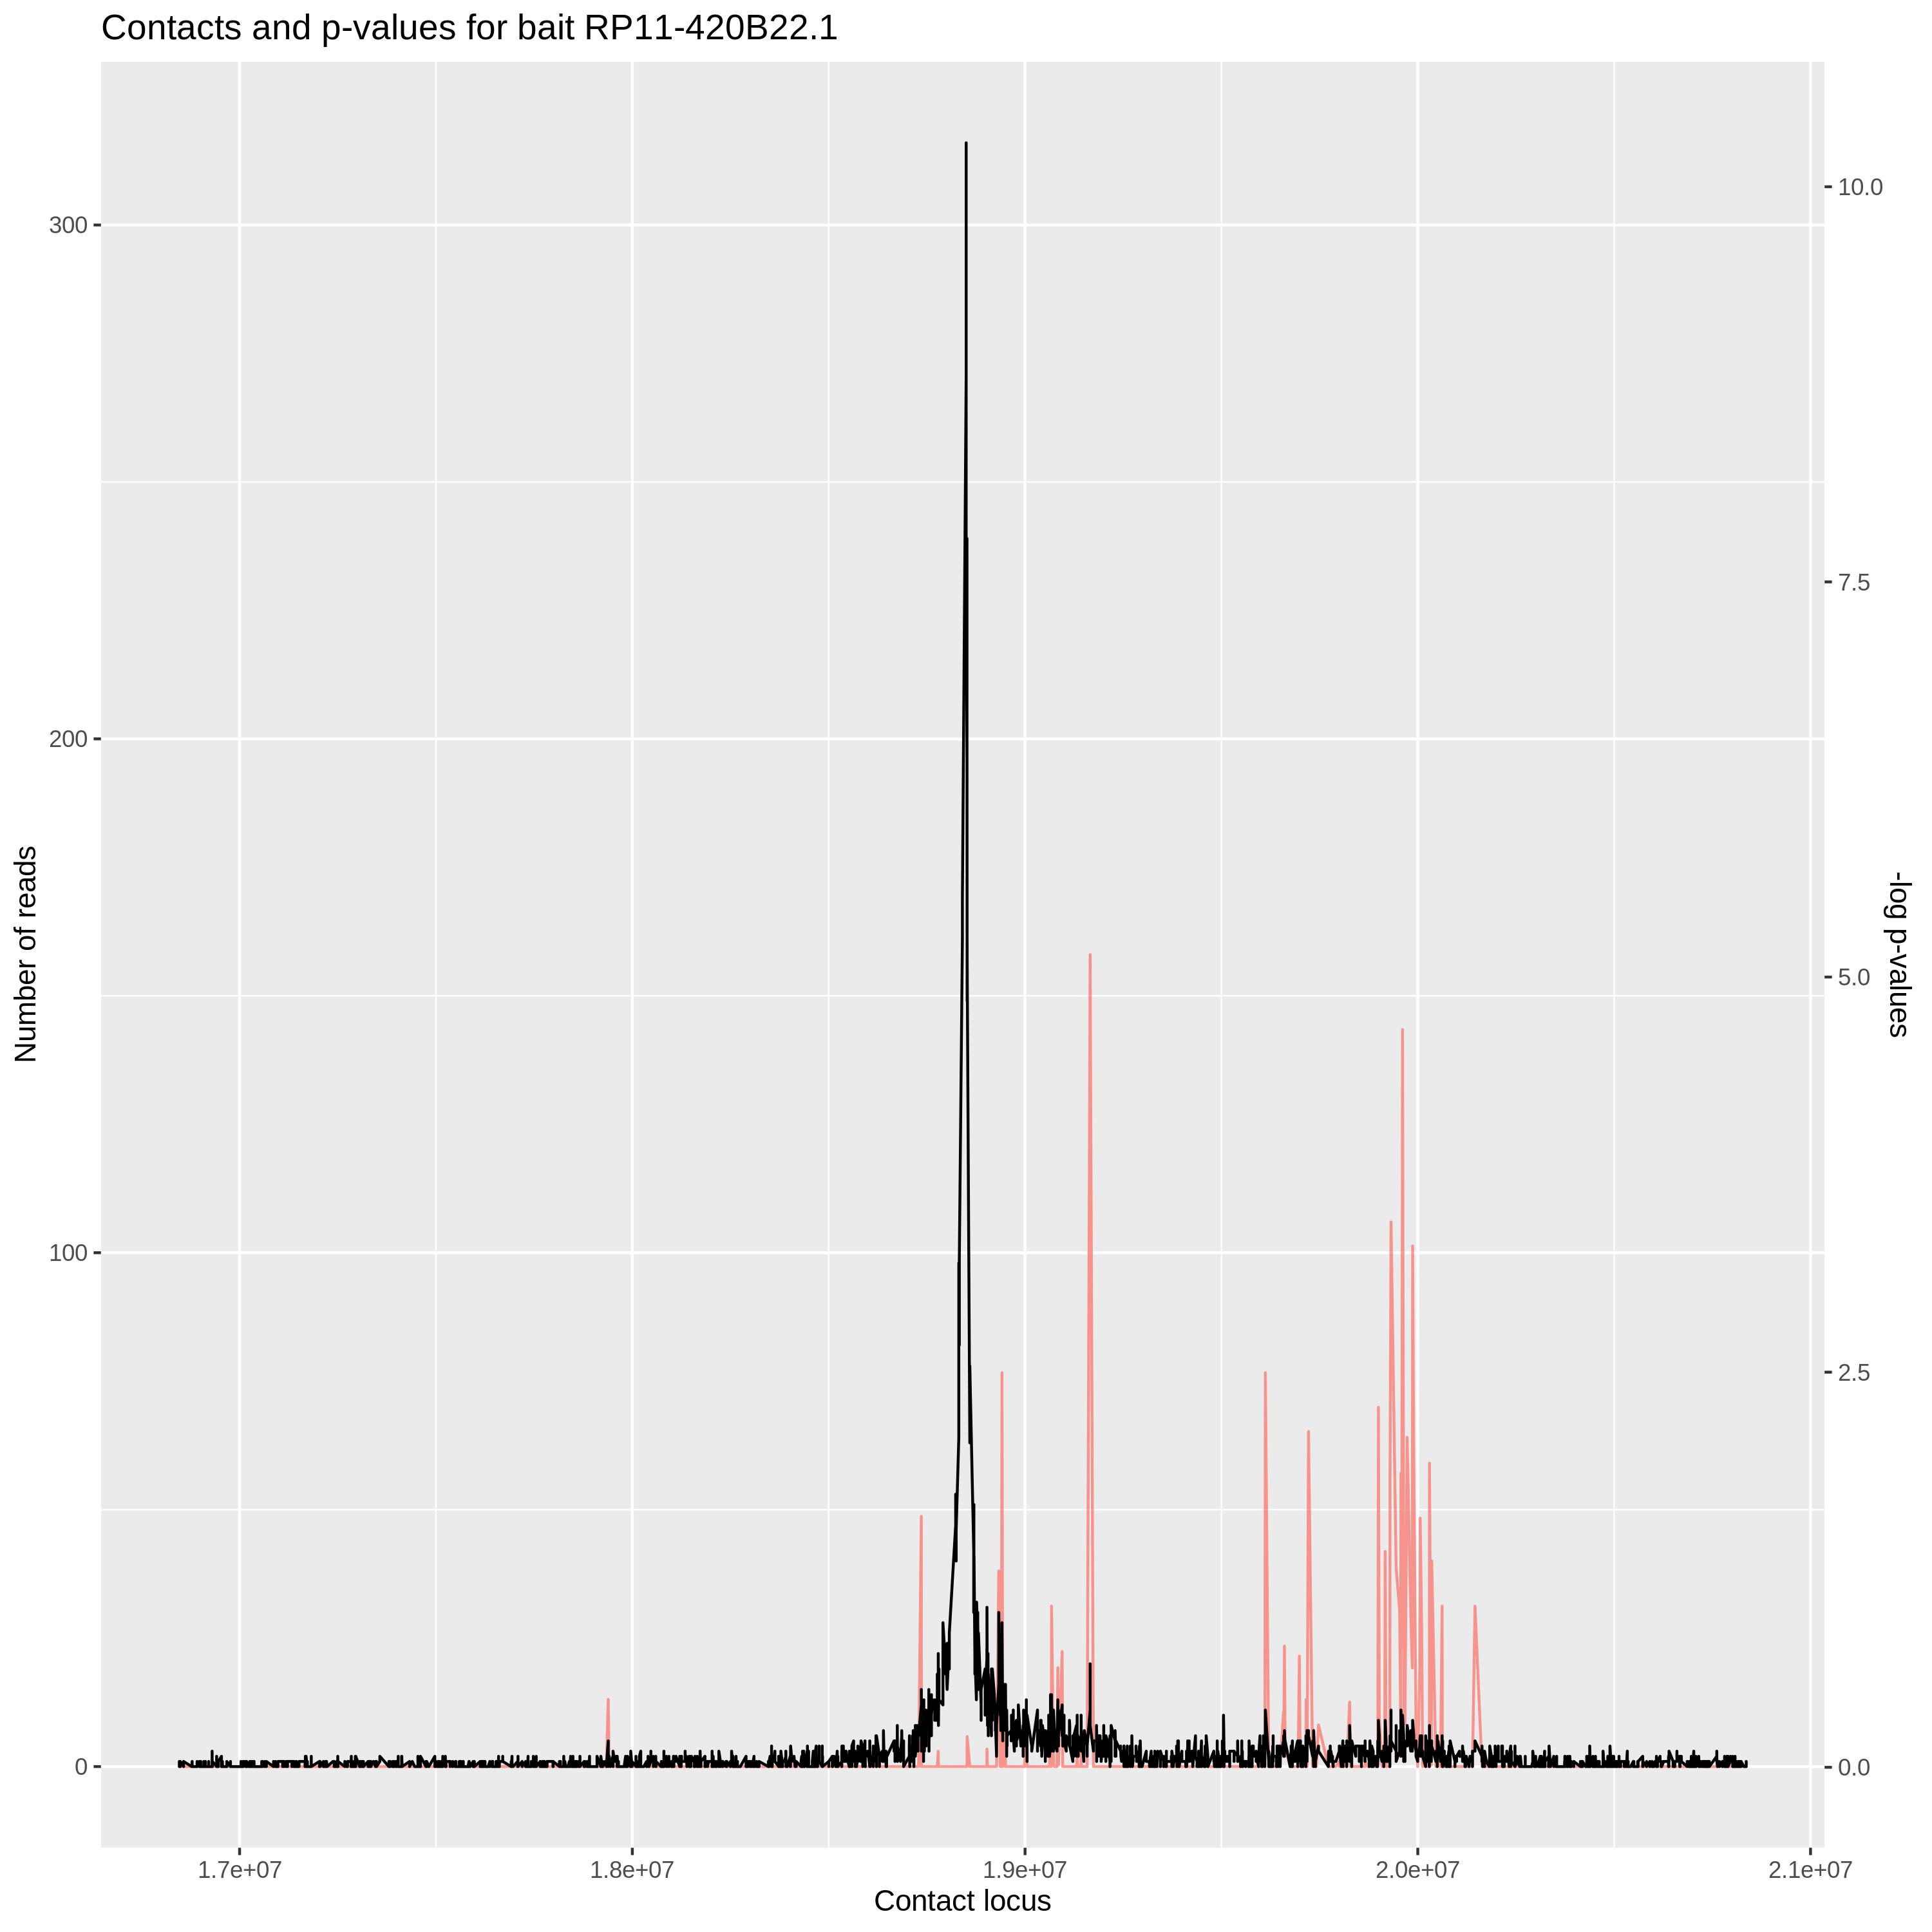 Contacts and p-values for bait RP11-420B22.1
300
200
100
0
Number of reads
10.0
7.5
5.0
2.5
0.0
-log p-values
1.7e+07 1.8e+07 1.9e+07 2.0e+07 2.1e+07
Contact locus